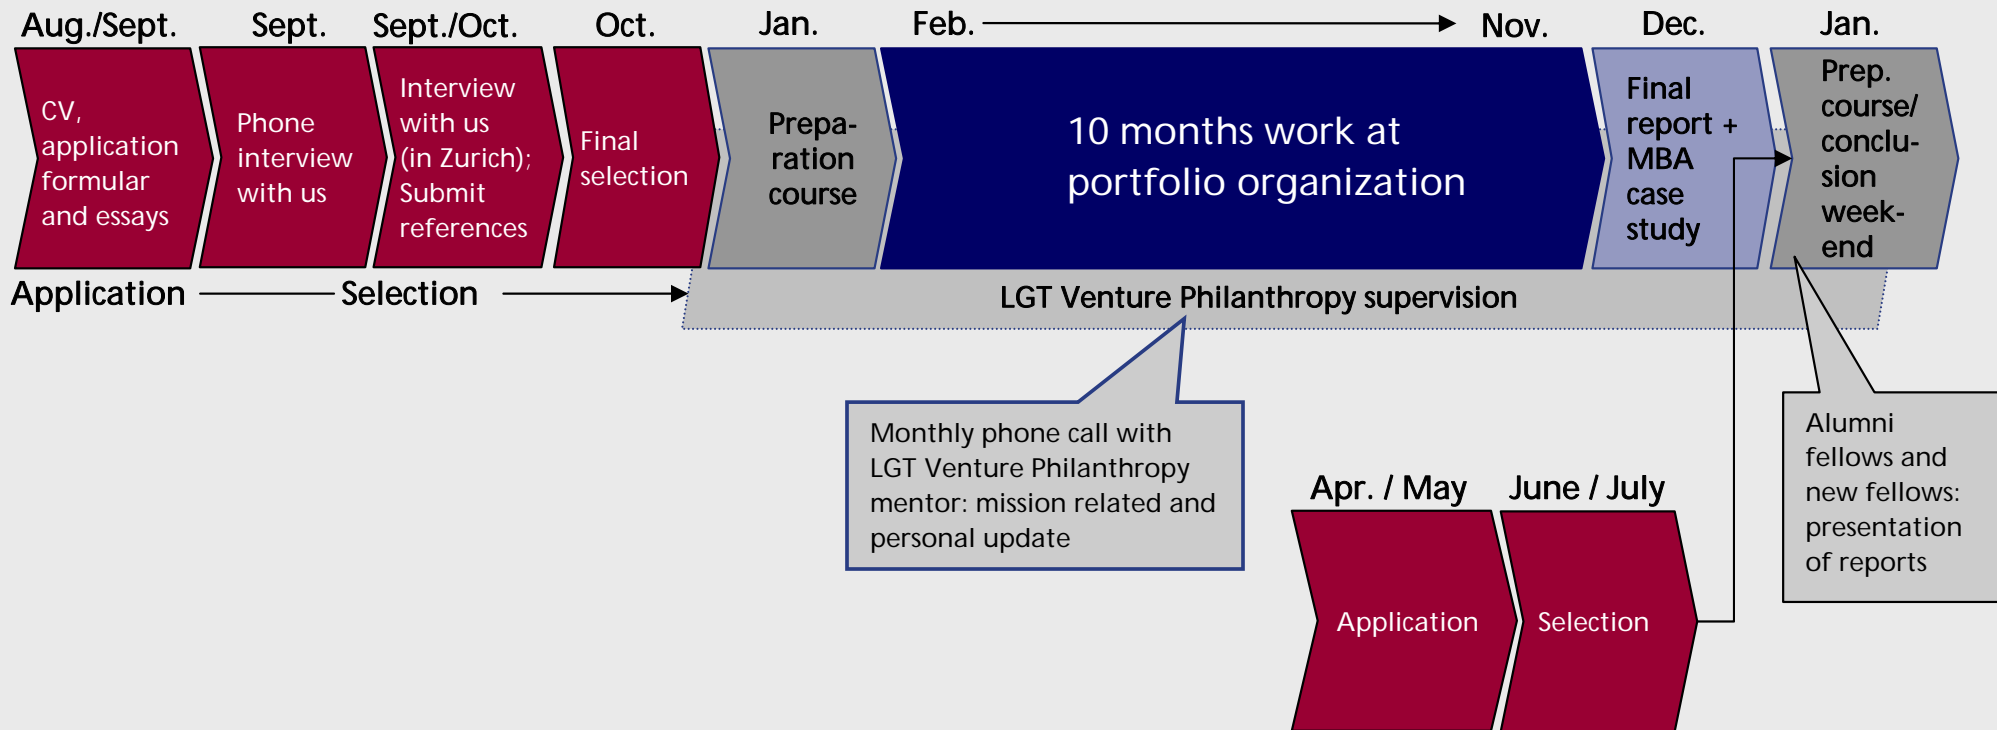 Aug./Sept.
Sept.
Sept./Oct.
Oct.
Jan.
Feb.
Nov.
Dec.
Jan.
CV,
application
formular
and essays
Phone
interview
with us
Interview
with us
(in Zurich);
Submit
references
Final
selection
Prepa-
ration
course
10 months work at
portfolio organization
Final
report +
MBA
case
study
Prep.
course/
conclu-
sion
week-
end
Application
Selection
LGT Venture Philanthropy supervision
Monthly phone call with
LGT Venture Philanthropy
mentor: mission related and
personal update
Alumni
fellows and
new fellows:
presentation
of reports
Apr. / May
June / July
Application
Selection